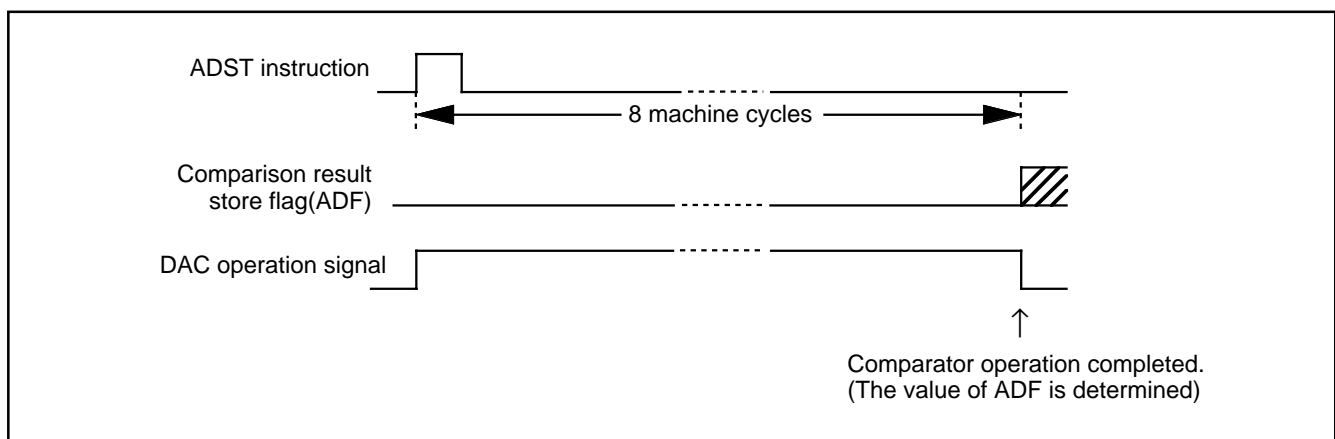 ADST instruction
8 machine cycles
Comparison result
store flag(ADF)
DAC operation signal
↑
Comparator operation completed.
(The value of ADF is determined)